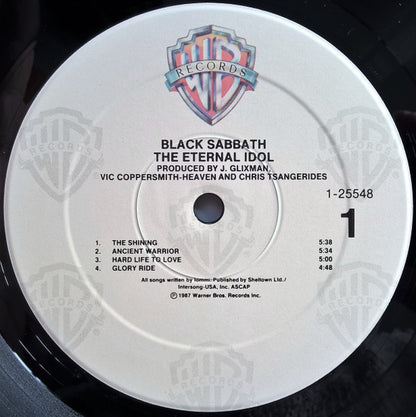 WB
RECORDS
BLACK SABBATH
THE ETERNAL IDOL
PRODUCED BY J. GLIXMAN,
VIC COPPERSMITH-HEAVEN AND CHRIS TSANGERIDES
1-25548
1
1. THE SHINING 5:38
2. ANCIENT WARRIOR 5:34
3. HARD LIFE TO LOVE 5:00
4. GLORY RIDE 4:48
All songs written by Iommi·Published by Sheltown Ltd./
Intersong-USA, Inc. ASCAP
℗©1987 Warner Bros. Records Inc.